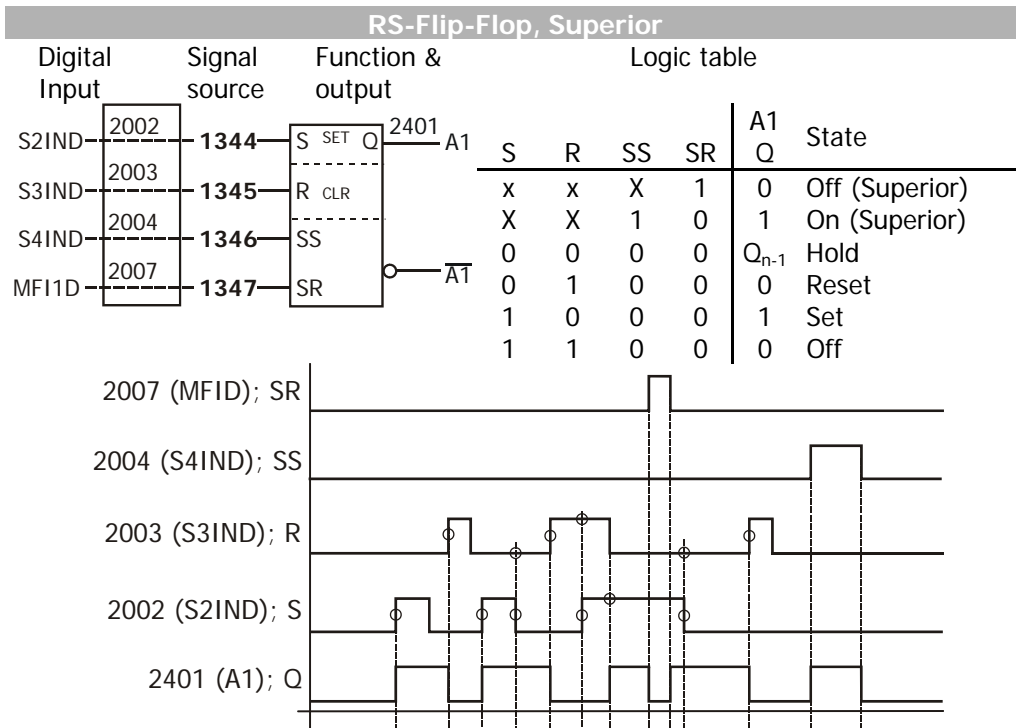 RS-Flip-Flop, Superior
Digital Input
Signal source
Function & output
Logic table
S2IND 2002 1344 S SET Q 2401 A1
S3IND 2003 1345 R CLR
S4IND 2004 1346 SS
MFI1D 2007 1347 SR A1
S R SS SR A1 Q State
x x X 1 0 Off (Superior)
X X 1 0 1 On (Superior)
0 0 0 0 Qn-1 Hold
0 1 0 0 0 Reset
1 0 0 0 1 Set
1 1 0 0 0 Off
2007 (MFID); SR
2004 (S4IND); SS
2003 (S3IND); R
2002 (S2IND); S
2401 (A1); Q